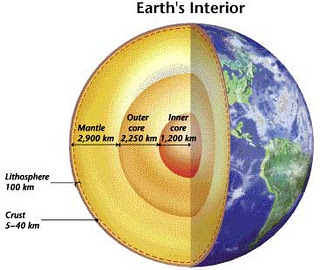 Earth's Interior
Mantle
2,900 km
Outer
core
2,250 km
Inner
core
1,200 km
Lithosphere
100 km
Crust
5–40 km